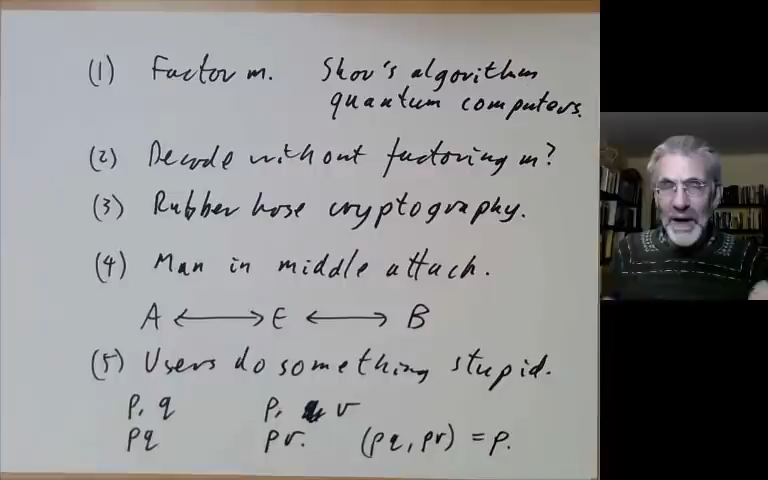 (1) Factor m. Shor's algorithm
quantum computers.
(2) Decode without factoring m?
(3) Rubber hose cryptography.
(4) Man in middle attack.
A ⟷ E ⟷ B
(5) Users do something stupid.
p, q p, r
pq pr. (pq, pr) = p.